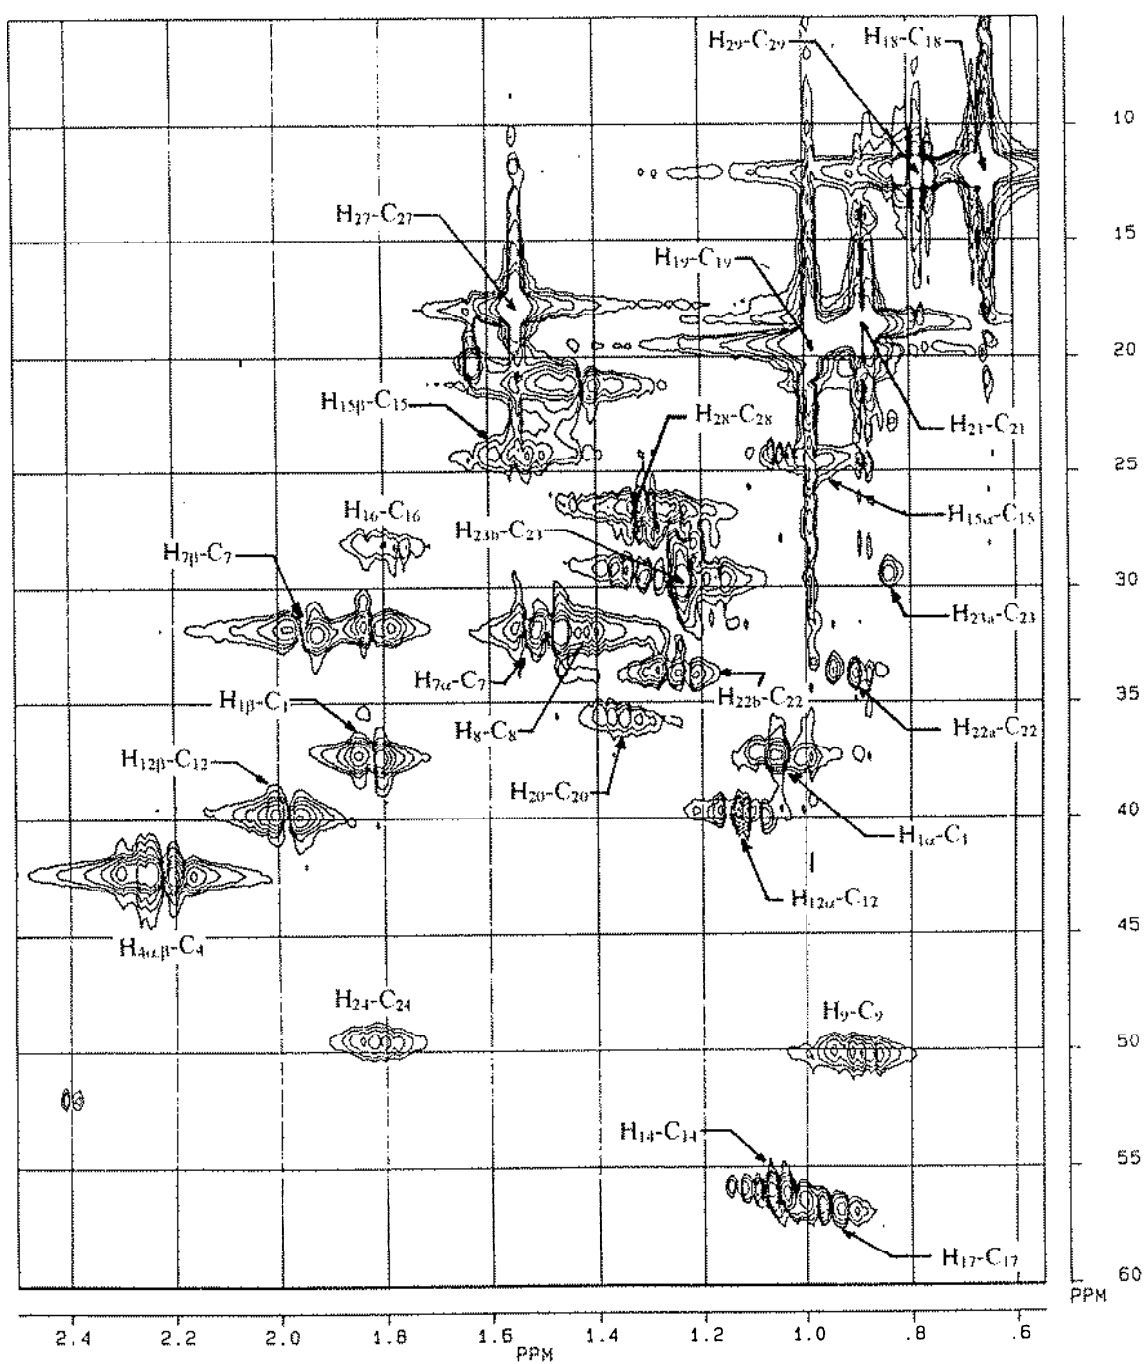 H₂₉-C₂₉
H₁₈-C₁₈
10
H₂₇-C₂₇
15
H₁₉-C₁₉
20
H₁₅β-C₁₅
H₂₈-C₂₈
H₂₁-C₂₁
25
H₁₆-C₁₆
H₂₃b-C₂₃
H₁₅α-C₁₅
H₇β-C₇
30
H₂₃a-C₂₃
H₇α-C₇
H₂₂b-C₂₂
35
H₁β-C₁
H₈-C₈
H₂₂a-C₂₂
H₁₂β-C₁₂
H₂₀-C₂₀
40
H₁α-C₁
H₁₂α-C₁₂
H₄α,β-C₄
45
H₂₄-C₂₄
H₉-C₉
50
H₁₄-C₁₄
55
H₁₇-C₁₇
60
PPM
2.4 2.2 2.0 1.8 1.6 1.4 1.2 1.0 .8 .6
PPM